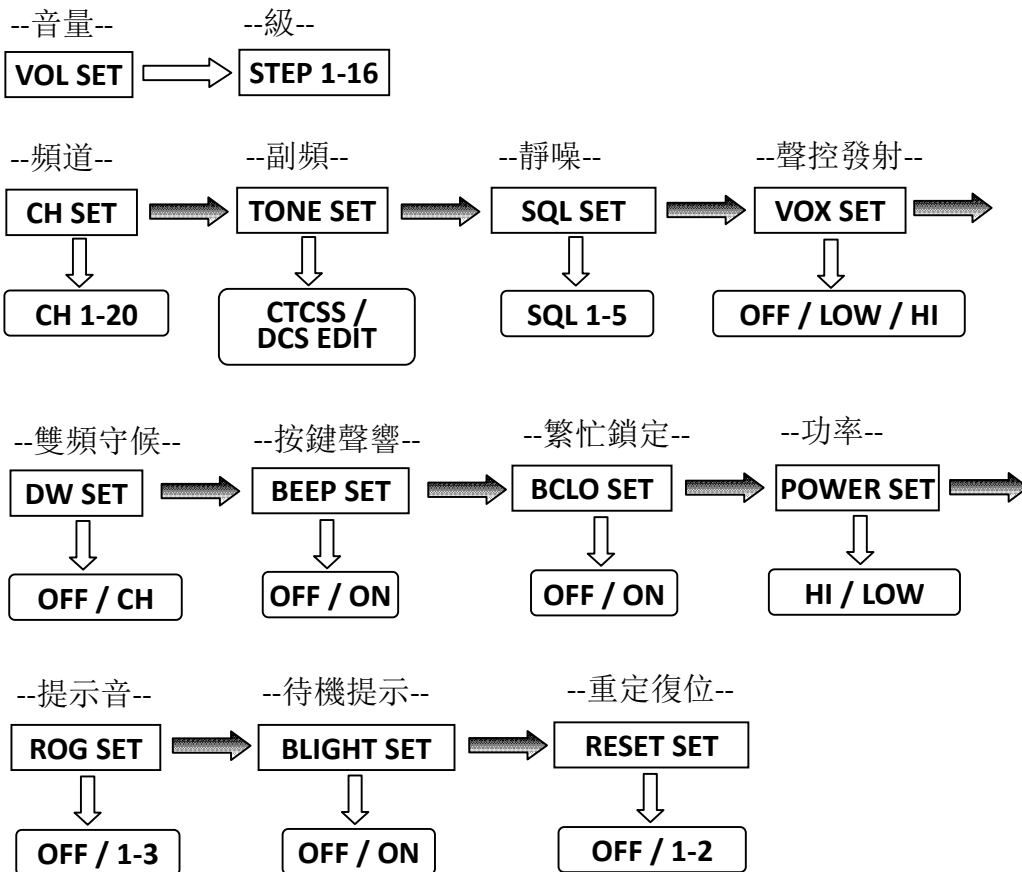 --音量-- --級--
VOL SET STEP 1-16
--頻道-- --副頻-- --靜噪-- --聲控發射--
CH SET TONE SET SQL SET VOX SET
CH 1-20 CTCSS / DCS EDIT SQL 1-5 OFF / LOW / HI
--雙頻守候-- --按鍵聲響-- --繁忙鎖定-- --功率--
DW SET BEEP SET BCLO SET POWER SET
OFF / CH OFF / ON OFF / ON HI / LOW
--提示音-- --待機提示-- --重定復位--
ROG SET BLIGHT SET RESET SET
OFF / 1-3 OFF / ON OFF / 1-2